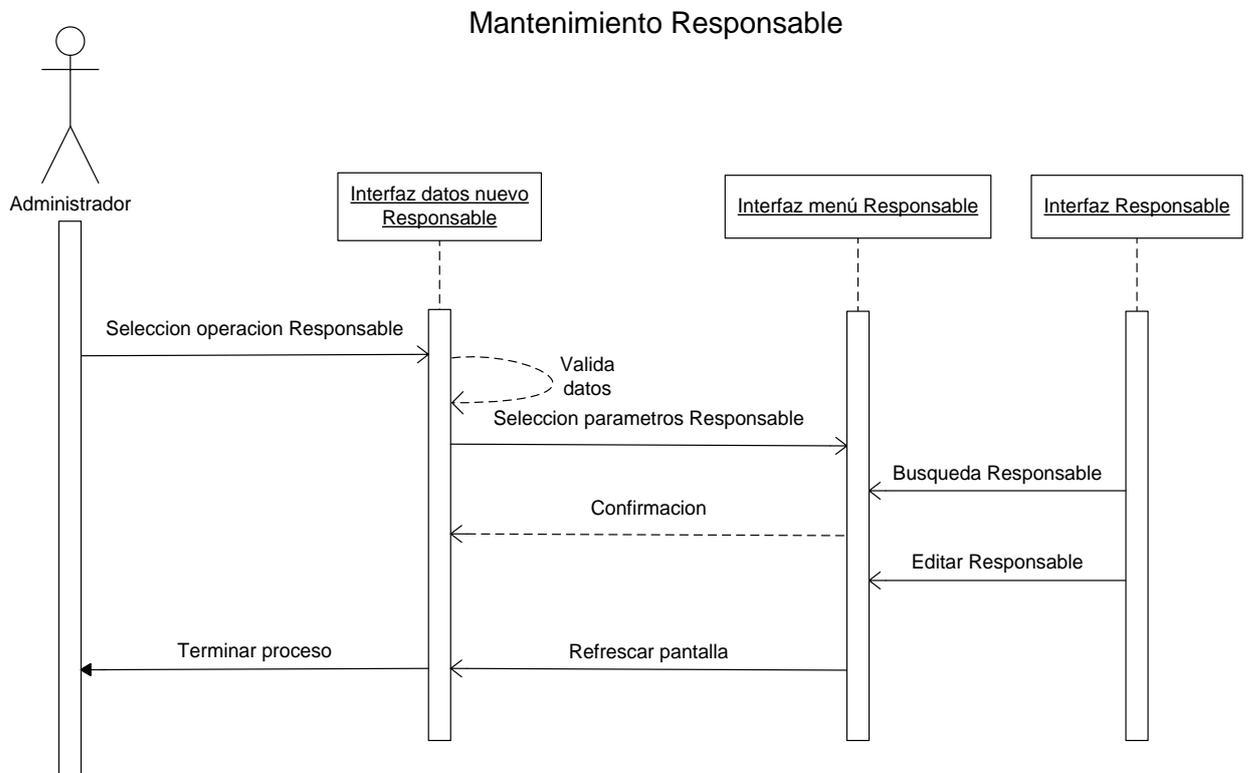 Mantenimiento Responsable
Administrador
Interfaz datos nuevo
Responsable
Interfaz menú Responsable
Interfaz Responsable
Seleccion operacion Responsable
Valida
datos
Seleccion parametros Responsable
Busqueda Responsable
Confirmacion
Editar Responsable
Terminar proceso
Refrescar pantalla